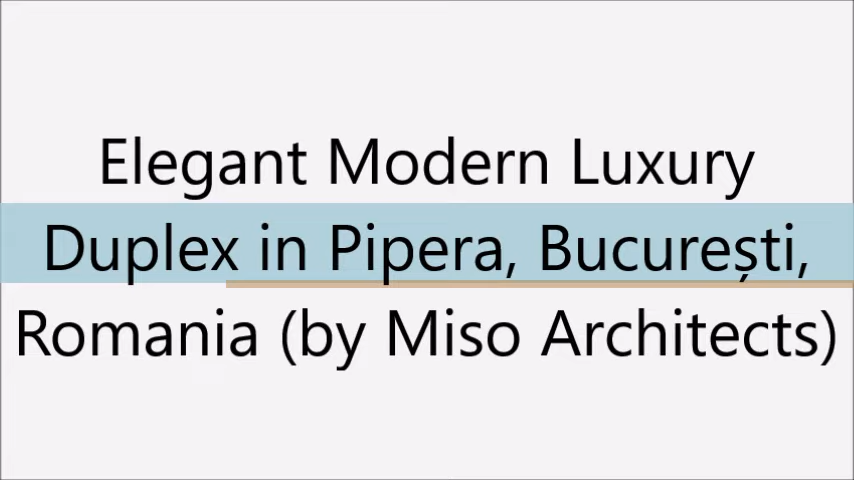 Elegant Modern Luxury
Duplex in Pipera, București,
Romania (by Miso Architects)